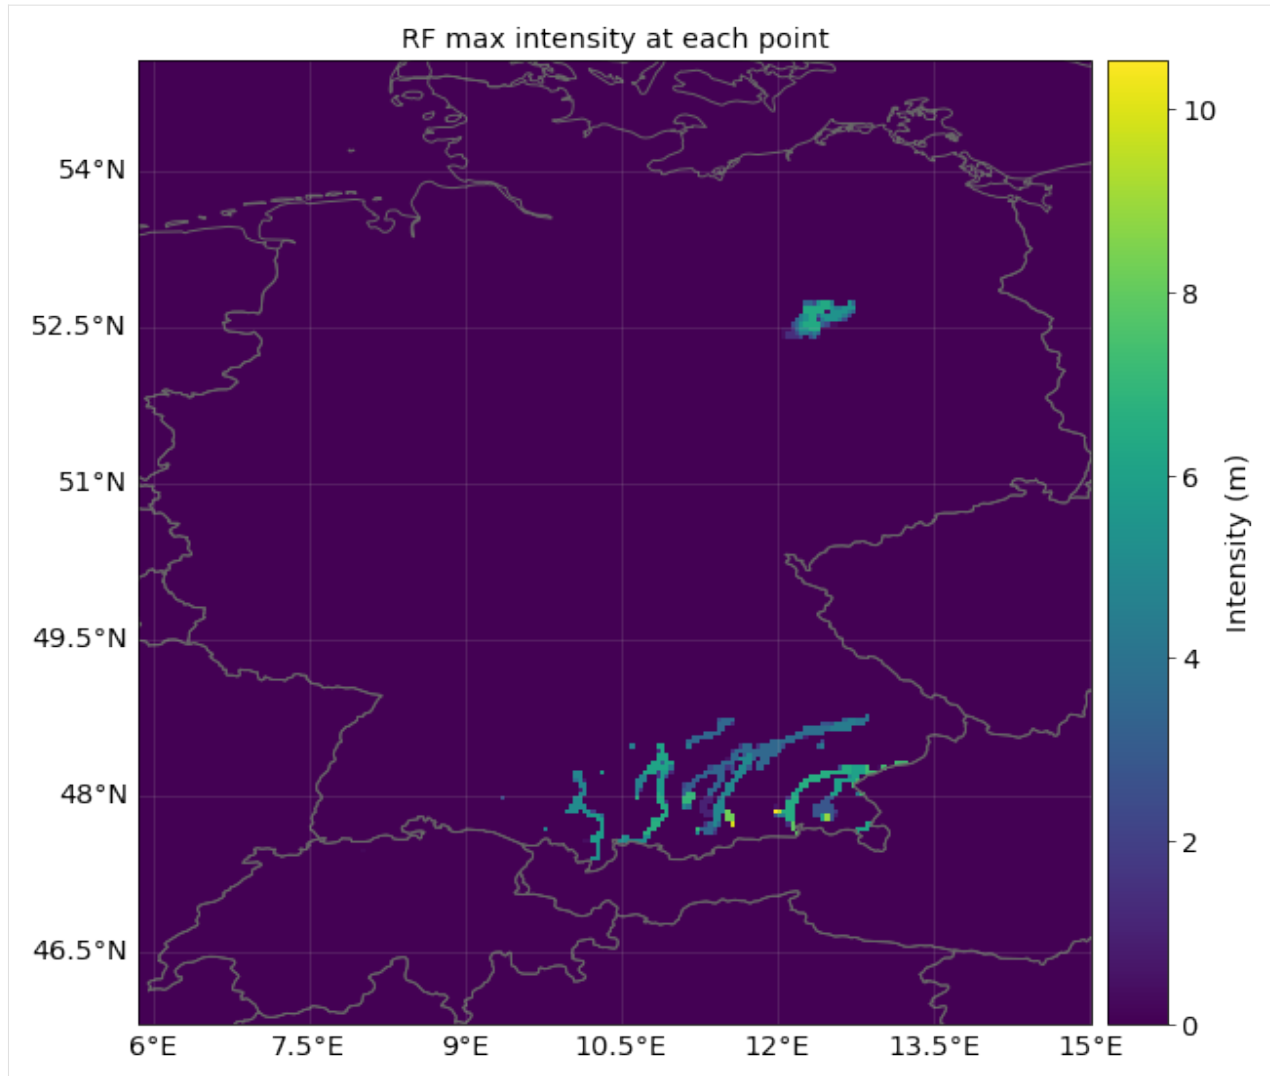 RF max intensity at each point
54°N
52.5°N
51°N
49.5°N
48°N
46.5°N
6°E 7.5°E 9°E 10.5°E 12°E 13.5°E 15°E
10
8
6
4
2
0
Intensity (m)